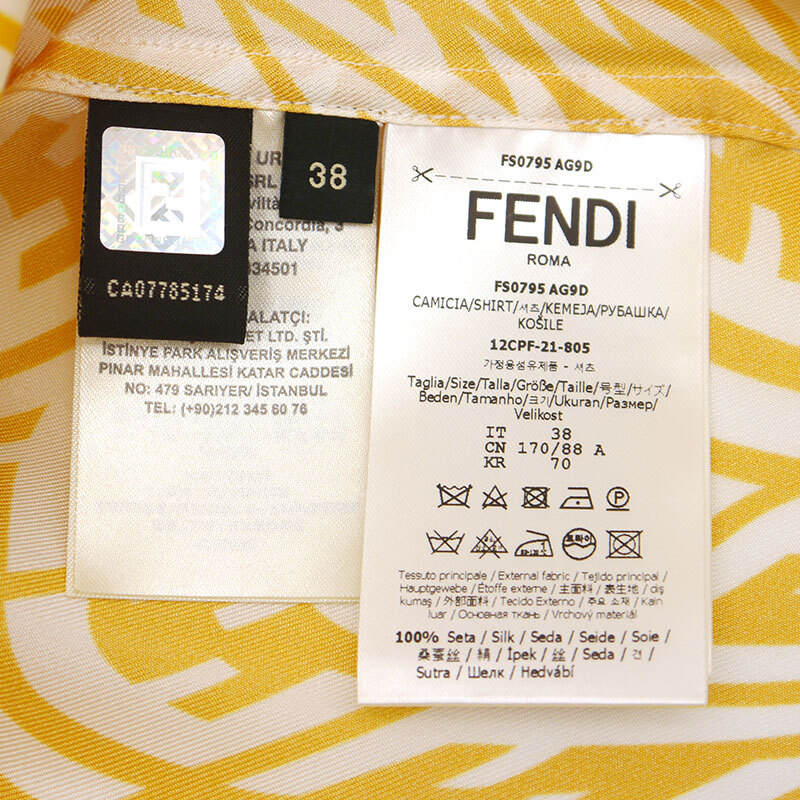 CA07785174
38
UR
SRL
viltà
Concordia, 3
ITALY
34501
ALATÇI:
ET LTD. ŞTİ.
İSTİNYE PARK ALIŞVERİŞ MERKEZİ
PINAR MAHALLESİ KATAR CADDESİ
NO: 479 SARIYER/ İSTANBUL
TEL: (+90)212 345 60 76
FS0795 AG9D
FENDI
ROMA
FS0795 AG9D
CAMICIA/SHIRT/셔츠/KEMEJA/РУБАШКА/
KOŠILE
12CPF-21-805
가정용섬유제품 - 셔츠
Taglia/Size/Talla/Größe/Taille/号型/サイズ/
Beden/Tamanho/크기/Ukuran/Размер/
Velikost
IT 38
CN 170/88 A
KR 70
드라이
Tessuto principale / External fabric / Tejido principal /
Hauptgewebe / Étoffe externe / 主面料 / 表生地 / dış
kumaş / 外部面料 / Tecido Externo / 주요 소재 / Kain
luar / Основная ткань / Vrchový materiál
100% Seta / Silk / Seda / Seide / Soie /
桑蚕丝 / 絹 / İpek / 丝 / Seda / 견 /
Sutra / Шелк / Hedvábí